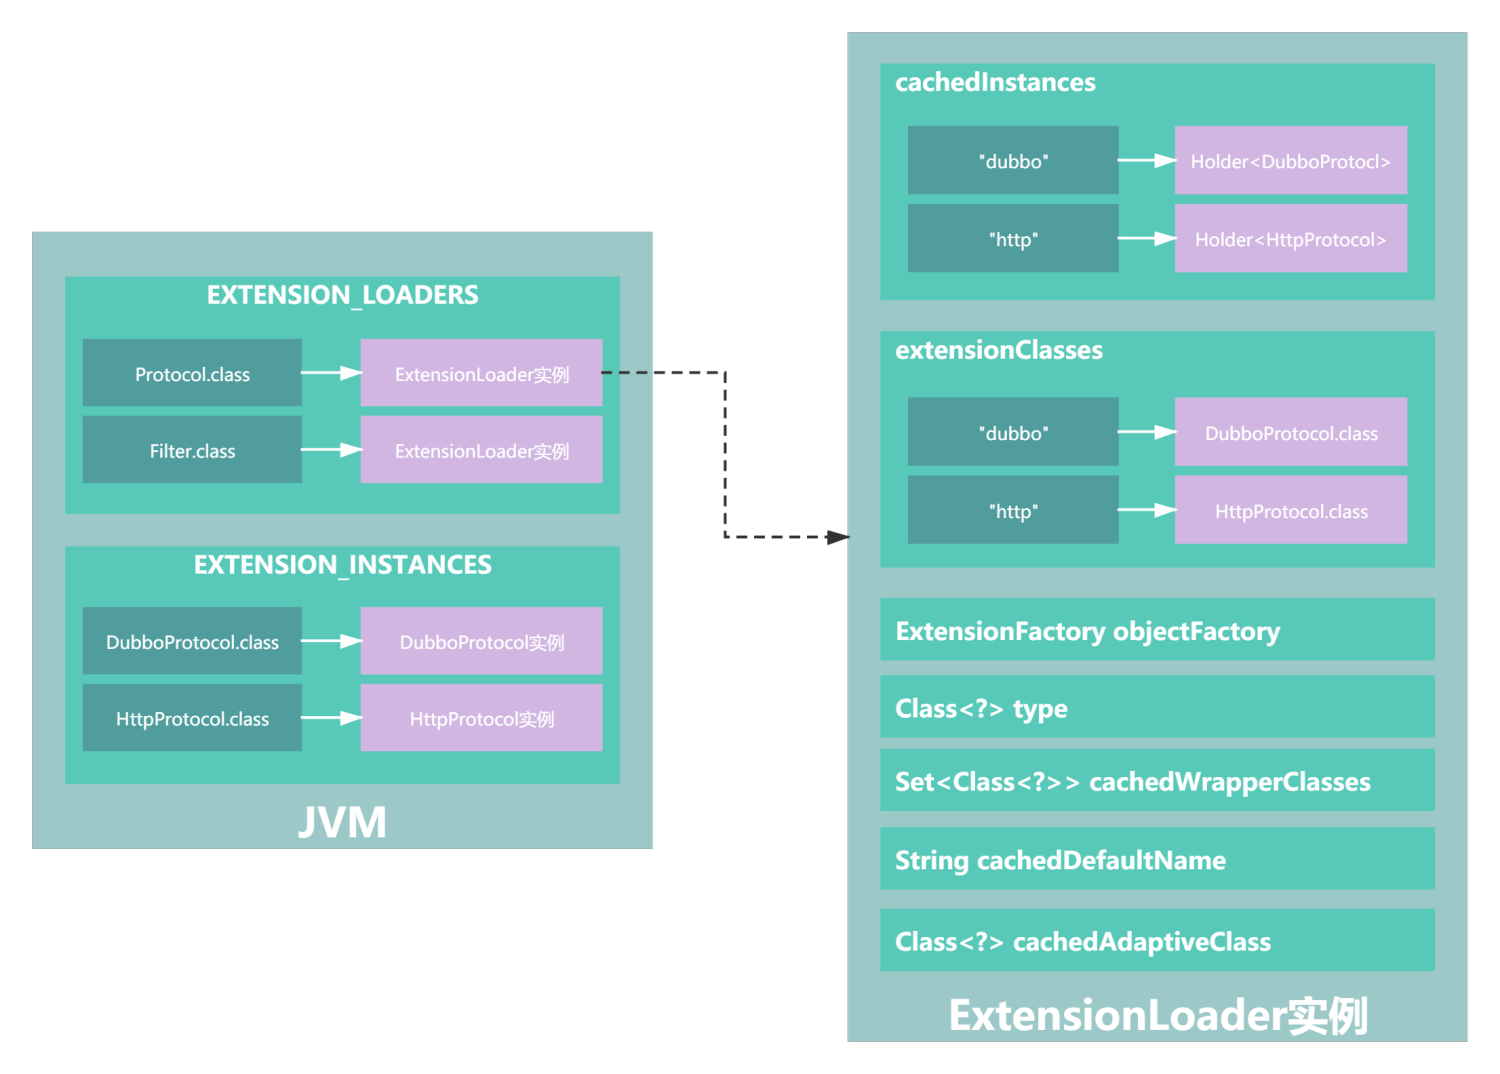 EXTENSION_LOADERS
Protocol.class
ExtensionLoader实例
Filter.class
ExtensionLoader实例
EXTENSION_INSTANCES
DubboProtocol.class
DubboProtocol实例
HttpProtocol.class
HttpProtocol实例
JVM
cachedInstances
"dubbo"
Holder<DubboProtocl>
"http"
Holder<HttpProtocol>
extensionClasses
"dubbo"
DubboProtocol.class
"http"
HttpProtocol.class
ExtensionFactory objectFactory
Class<?> type
Set<Class<?>> cachedWrapperClasses
String cachedDefaultName
Class<?> cachedAdaptiveClass
ExtensionLoader实例